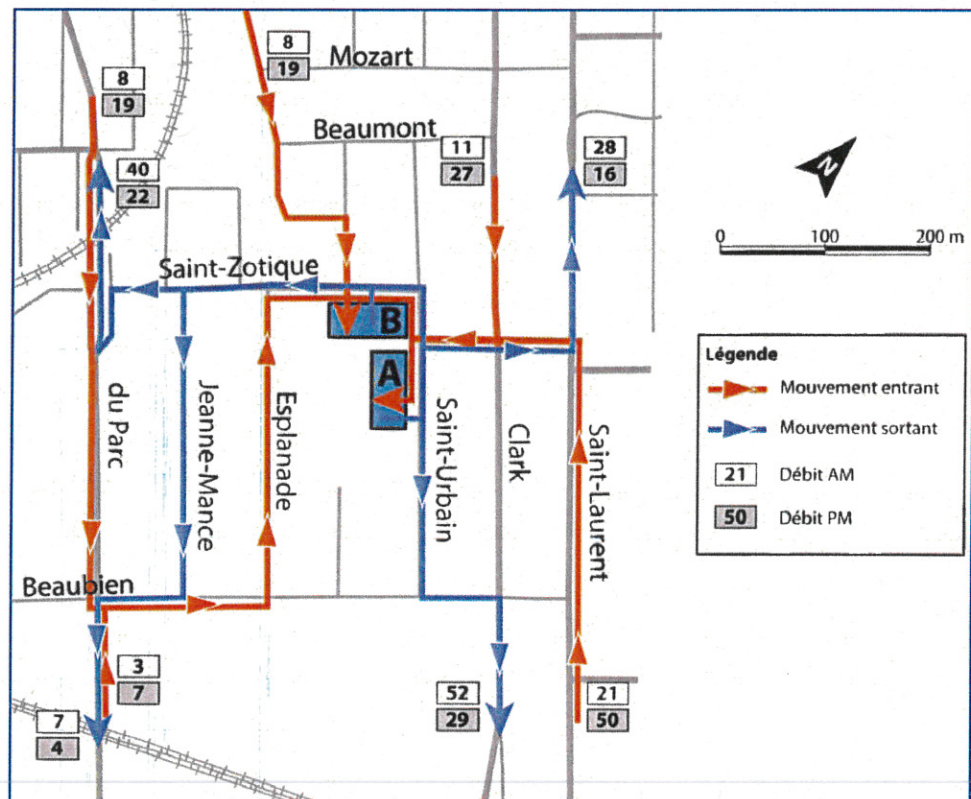 8
19
Mozart
8
19
Beaumont
11
27
28
16
40
22
N
0 100 200 m
Saint-Zotique
B
A
du Parc
Jeanne-Mance
Esplanade
Saint-Urbain
Clark
Saint-Laurent
Légende
Mouvement entrant
Mouvement sortant
21 Débit AM
50 Débit PM
Beaubien
3
7
7
4
52
29
21
50